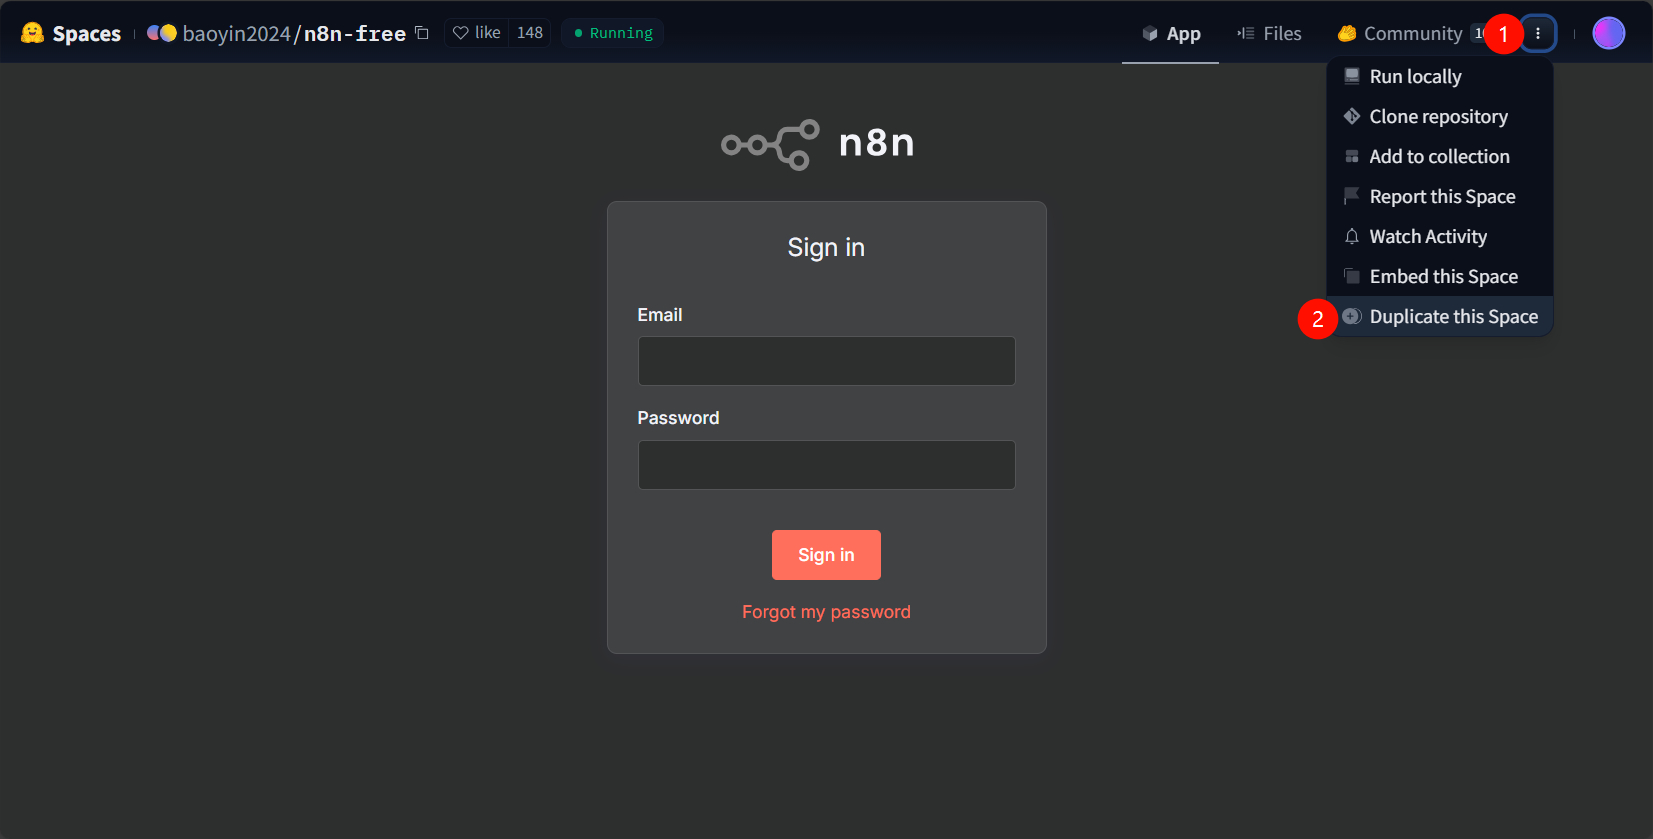 Spaces
baoyin2024/n8n-free
like 148
Running
App
Files
Community
1
Run locally
Clone repository
Add to collection
Report this Space
Watch Activity
Embed this Space
2 Duplicate this Space
n8n
Sign in
Email
Password
Sign in
Forgot my password